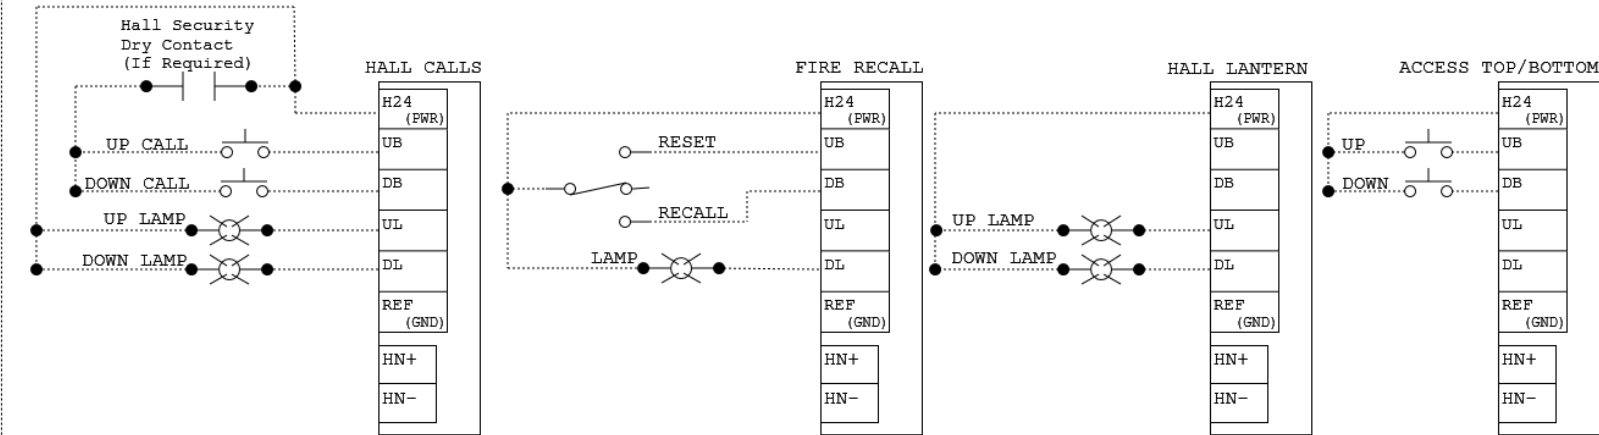 Hall Security
Dry Contact
(If Required)
HALL CALLS
H24
(PWR)
UP CALL
UB
DOWN CALL
DB
UP LAMP
UL
DOWN LAMP
DL
REF
(GND)
HN+
HN-
FIRE RECALL
H24
(PWR)
RESET
UB
DB
RECALL
UL
LAMP
DL
REF
(GND)
HN+
HN-
HALL LANTERN
H24
(PWR)
UB
DB
UP LAMP
UL
DOWN LAMP
DL
REF
(GND)
HN+
HN-
ACCESS TOP/BOTTOM
H24
(PWR)
UP
UB
DOWN
DB
UL
DL
REF
(GND)
HN+
HN-